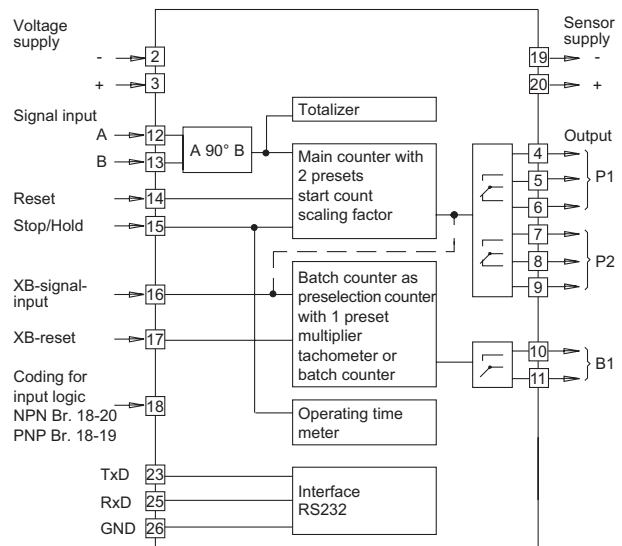 Voltage
supply
-
2
+
3
Signal input
A
12
B
13
A 90° B
Reset
14
Stop/Hold
15
XB-signal-
input
16
XB-reset
17
Coding for
input logic
NPN Br. 18-20
PNP Br. 18-19
18
TxD
23
RxD
25
GND
26
Totalizer
Main counter with
2 presets
start count
scaling factor
Batch counter as
preselection counter
with 1 preset
multiplier
tachometer or
batch counter
Operating time
meter
Interface
RS232
Sensor
supply
19
-
20
+
Output
4
5
P1
6
7
8
P2
9
10
B1
11